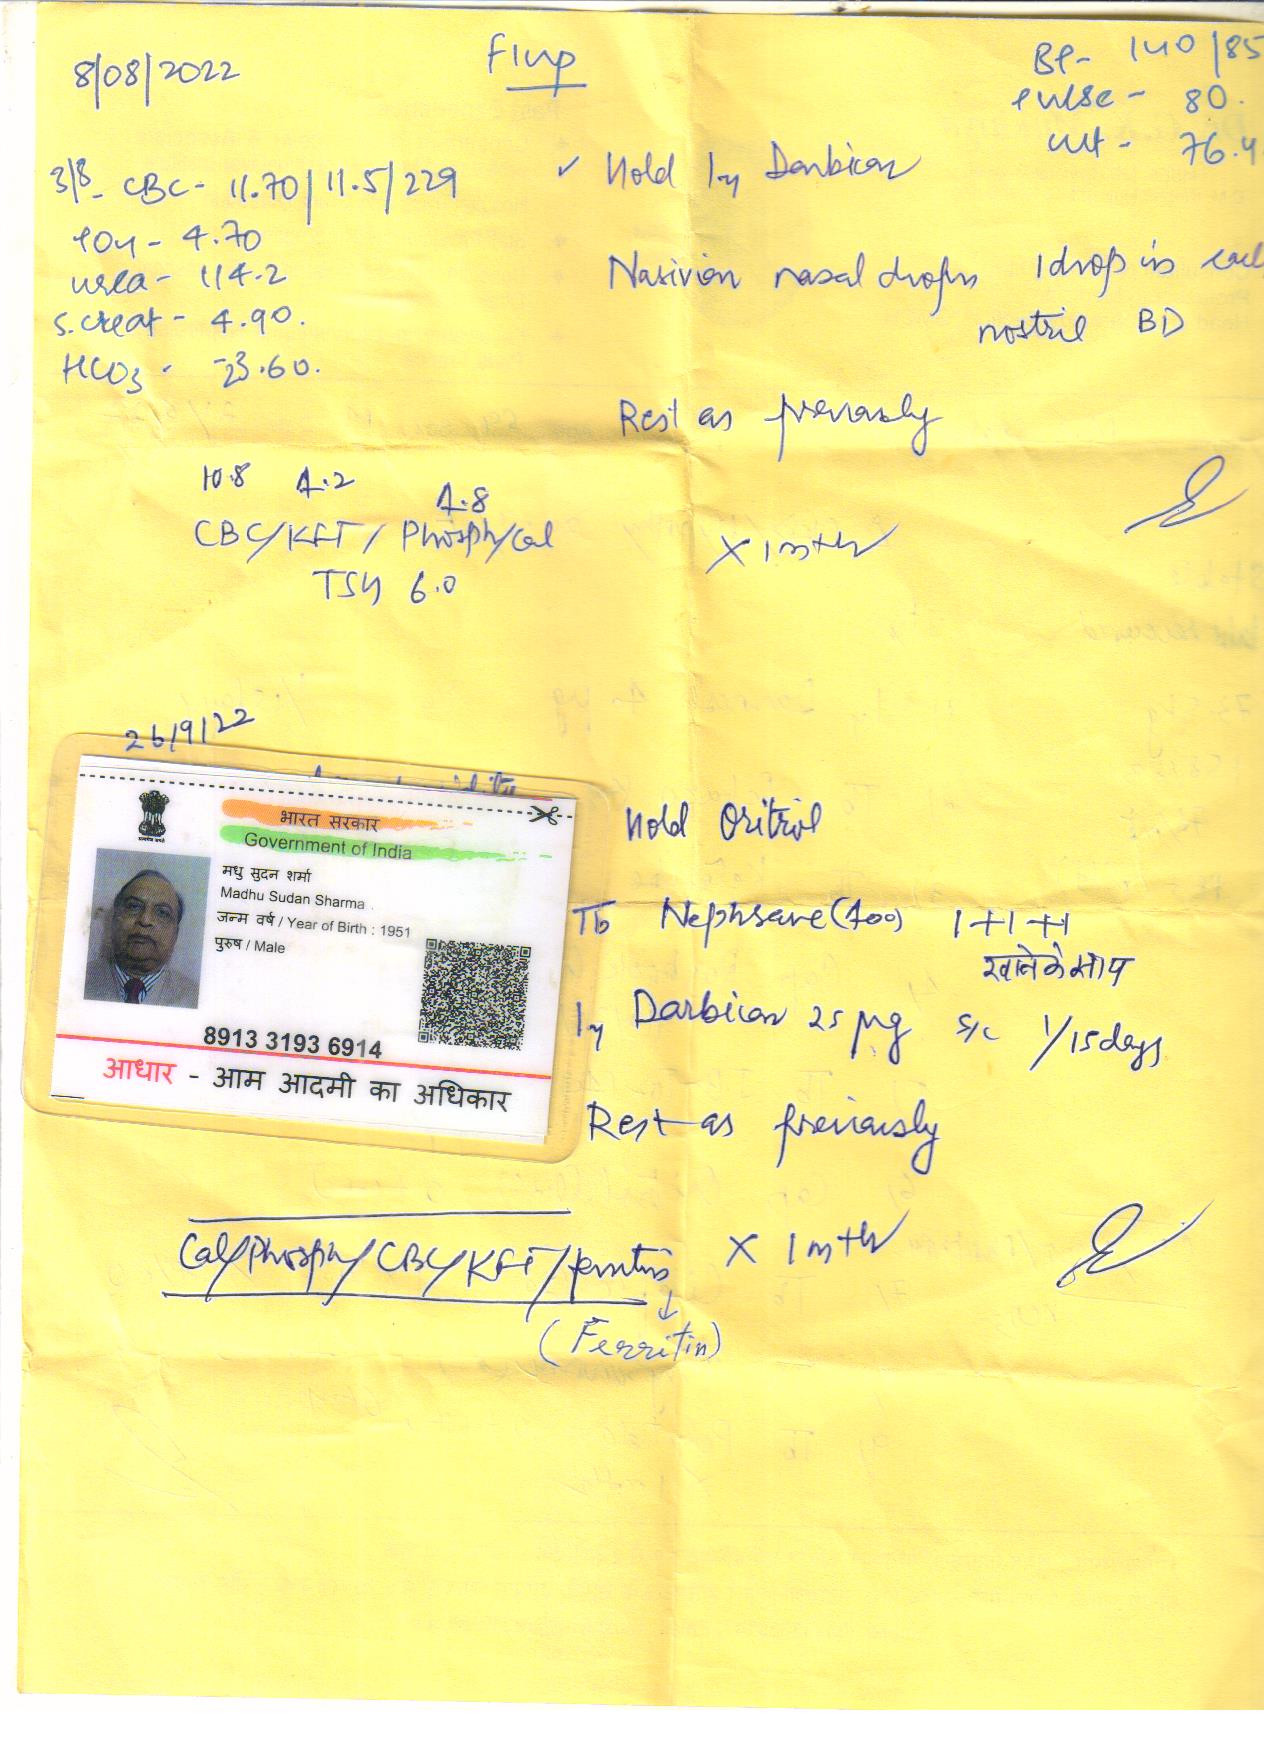 8/08/2022
F/up
BP- 140/85
Pulse - 80.
wt - 76.4
3/8- CBC- 11.70/11.5/229
✓ Hold Inj Darbican
4.70
urea - 114.2
S.creat - 4.90.
HCO3 - 23.60.
Nasivion nasal drops 1 drop in each
nostril BD
Rest as previously
10.8 4.2 4.8
CBC/KFT/Phosph/Cal
TSH 6.0
X 1 mth
26/9/22
भारत सरकार
Government of India
मधु सुदन शर्मा
Madhu Sudan Sharma
जन्म वर्ष / Year of Birth : 1951
पुरुष / Male
8913 3193 6914
आधार - आम आदमी का अधिकार
Hold Oritrol
Tb Nephsave (400) 1+1+1
खाने के साथ
Inj Darbican 25 µg s/c 1/15 days
Rest as previously
Cal/Phosph/CBC/KFT/ferritin X 1 mth
(Ferritin)